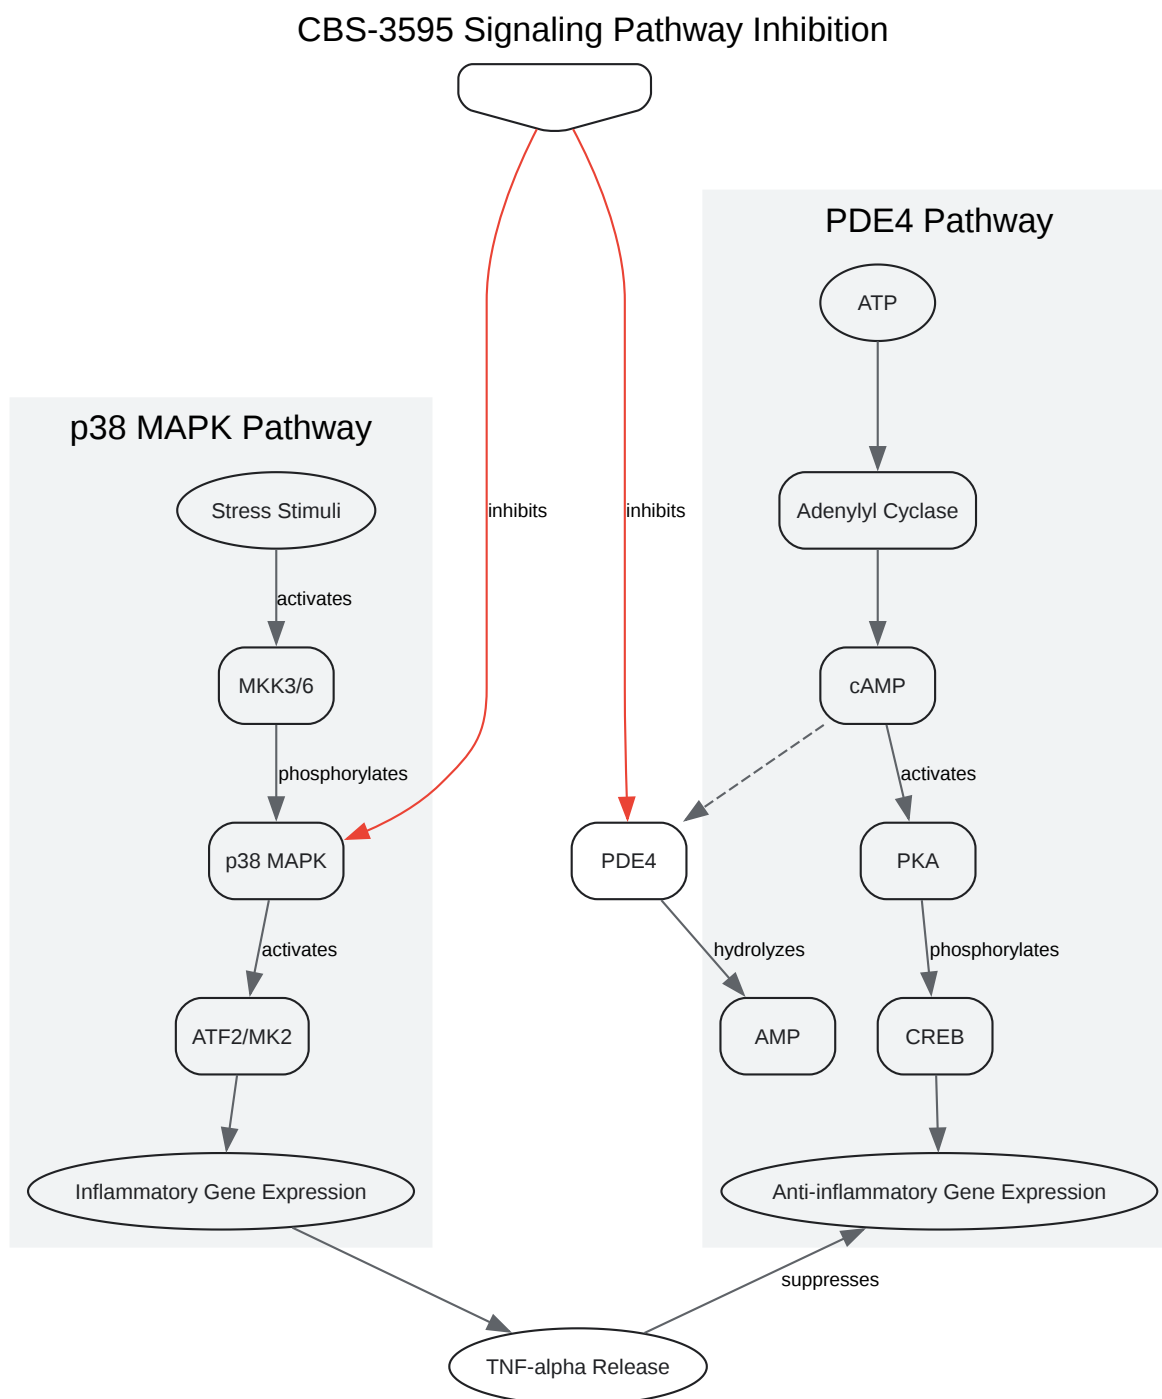 CBS-3595 Signaling Pathway Inhibition
PDE4 Pathway
ATP
p38 MAPK Pathway
Stress Stimuli
inhibits
inhibits
Adenylyl Cyclase
activates
MKK3/6
cAMP
phosphorylates
activates
p38 MAPK
PDE4
PKA
activates
hydrolyzes
phosphorylates
ATF2/MK2
AMP
CREB
Inflammatory Gene Expression
Anti-inflammatory Gene Expression
suppresses
TNF-alpha Release